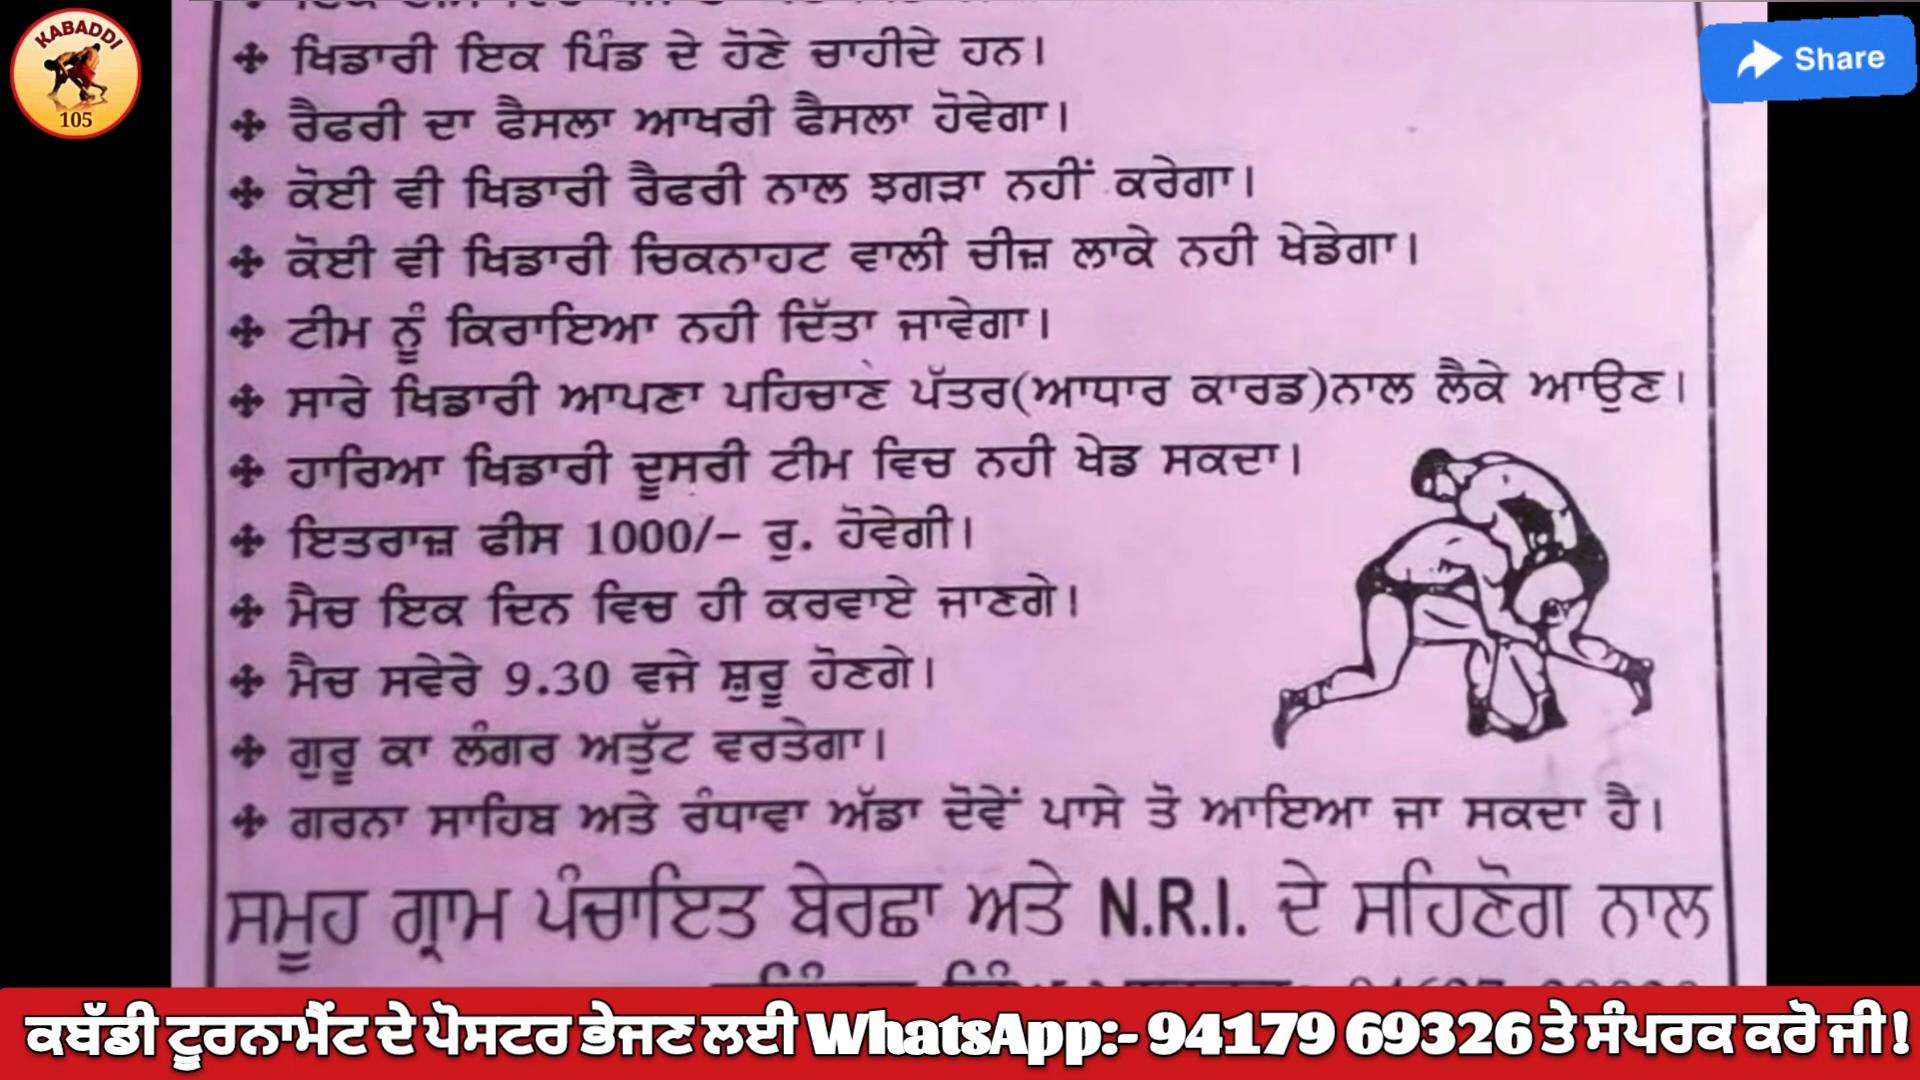 KABADDI
105
Share
✤ ਖਿਡਾਰੀ ਇਕ ਪਿੰਡ ਦੇ ਹੋਣੇ ਚਾਹੀਦੇ ਹਨ।
✤ ਰੈਫਰੀ ਦਾ ਫੈਸਲਾ ਆਖਰੀ ਫੈਸਲਾ ਹੋਵੇਗਾ।
✤ ਕੋਈ ਵੀ ਖਿਡਾਰੀ ਰੈਫਰੀ ਨਾਲ ਝਗੜਾ ਨਹੀਂ ਕਰੇਗਾ।
✤ ਕੋਈ ਵੀ ਖਿਡਾਰੀ ਚਿਕਨਾਹਟ ਵਾਲੀ ਚੀਜ਼ ਲਾਕੇ ਨਹੀ ਖੇਡੇਗਾ।
✤ ਟੀਮ ਨੂੰ ਕਿਰਾਇਆ ਨਹੀ ਦਿੱਤਾ ਜਾਵੇਗਾ।
✤ ਸਾਰੇ ਖਿਡਾਰੀ ਆਪਣਾ ਪਹਿਚਾਣ ਪੱਤਰ(ਆਧਾਰ ਕਾਰਡ)ਨਾਲ ਲੈਕੇ ਆਉਣ।
✤ ਹਾਰਿਆ ਖਿਡਾਰੀ ਦੂਸਰੀ ਟੀਮ ਵਿਚ ਨਹੀ ਖੇਡ ਸਕਦਾ।
✤ ਇਤਰਾਜ਼ ਫੀਸ 1000/- ਰੁ. ਹੋਵੇਗੀ।
✤ ਮੈਚ ਇਕ ਦਿਨ ਵਿਚ ਹੀ ਕਰਵਾਏ ਜਾਣਗੇ।
✤ ਮੈਚ ਸਵੇਰੇ 9.30 ਵਜੇ ਸ਼ੁਰੂ ਹੋਣਗੇ।
✤ ਗੁਰੂ ਕਾ ਲੰਗਰ ਅਤੁੱਟ ਵਰਤੇਗਾ।
✤ ਗਰਨਾ ਸਾਹਿਬ ਅਤੇ ਰੰਧਾਵਾ ਅੱਡਾ ਦੋਵੇਂ ਪਾਸੇ ਤੋ ਆਇਆ ਜਾ ਸਕਦਾ ਹੈ।
ਸਮੂਹ ਗ੍ਰਾਮ ਪੰਚਾਇਤ ਬੇਰਛਾ ਅਤੇ N.R.I. ਦੇ ਸਹਿਣੋਗ ਨਾਲ
ਕਬੱਡੀ ਟੂਰਨਾਮੈਂਟ ਦੇ ਪੋਸਟਰ ਭੇਜਣ ਲਈ WhatsApp:- 94179 69326 ਤੇ ਸੰਪਰਕ ਕਰੋ ਜੀ !